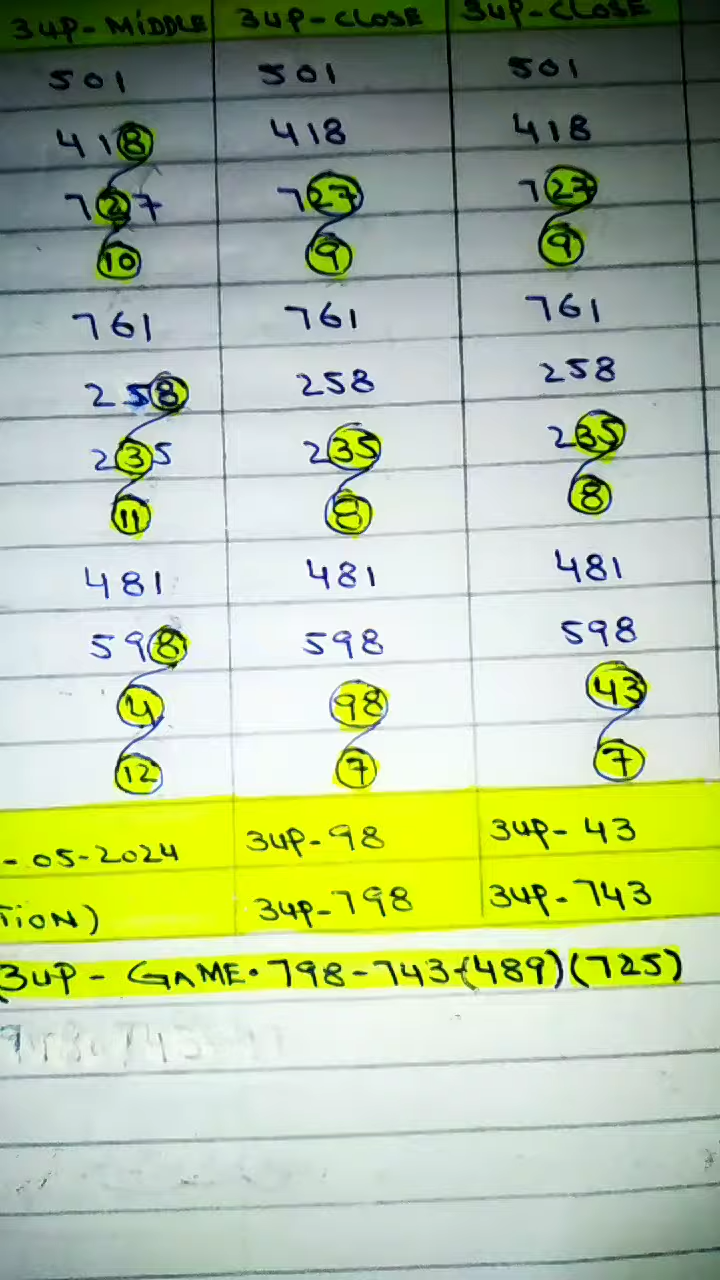 3UP-MiDDLE 3UP-CLOSE 3UP-CLOSE
501 501 501
418 418 418
727 727 727
10 9 9
761 761 761
258 258 258
235 235 235
11 8 8
481 481 481
598 598 598
4 98 43
12 7 7
-05-2024 3UP-98 3UP-43
TiON) 3UP-798 3UP-743
3UP-GAME·798-743-(489)(725)